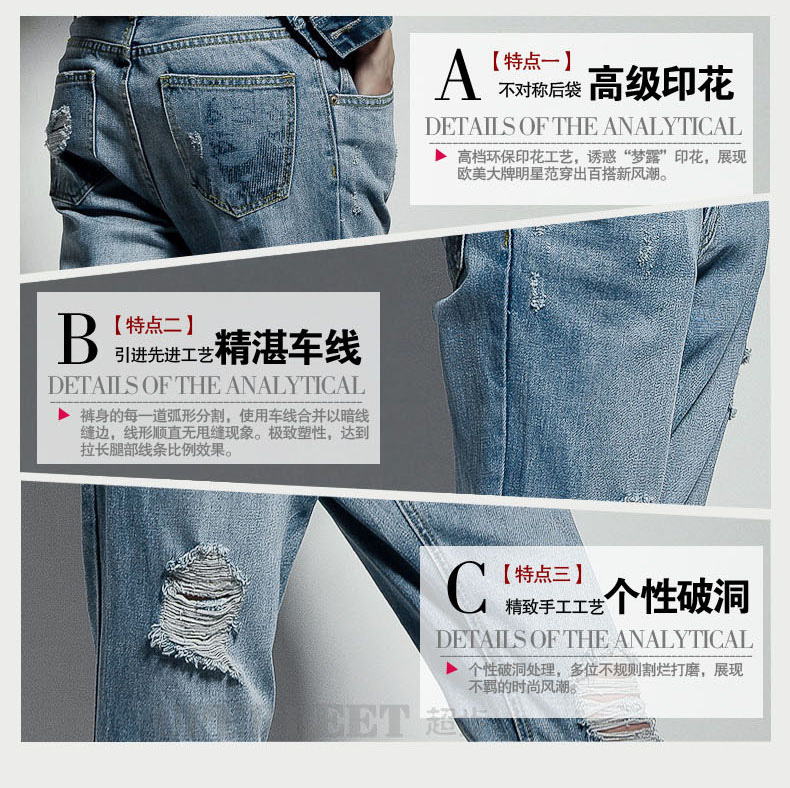 A
【特点一】
不对称后袋 高级印花
DETAILS OF THE ANALYTICAL
高档环保印花工艺，诱惑“梦露”印花，展现
欧美大牌明星范穿出百搭新风潮。
B
【特点二】
引进先进工艺 精湛车线
DETAILS OF THE ANALYTICAL
裤身的每一道弧形分割，使用车线合并以暗线
缝边，线形顺直无甩缝现象。极致塑性，达到
拉长腿部线条比例效果。
C
【特点三】
精致手工工艺 个性破洞
DETAILS OF THE ANALYTICAL
个性破洞处理，多位不规则割烂打磨，展现
不羁的时尚风潮。